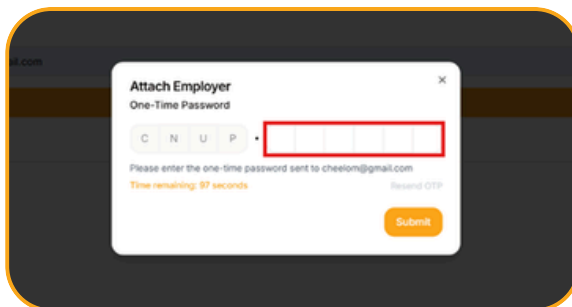 ail.com
Attach Employer
×
One-Time Password
C N U P •
Please enter the one-time password sent to cheelom@gmail.com
Time remaining: 97 seconds
Resend OTP
Submit